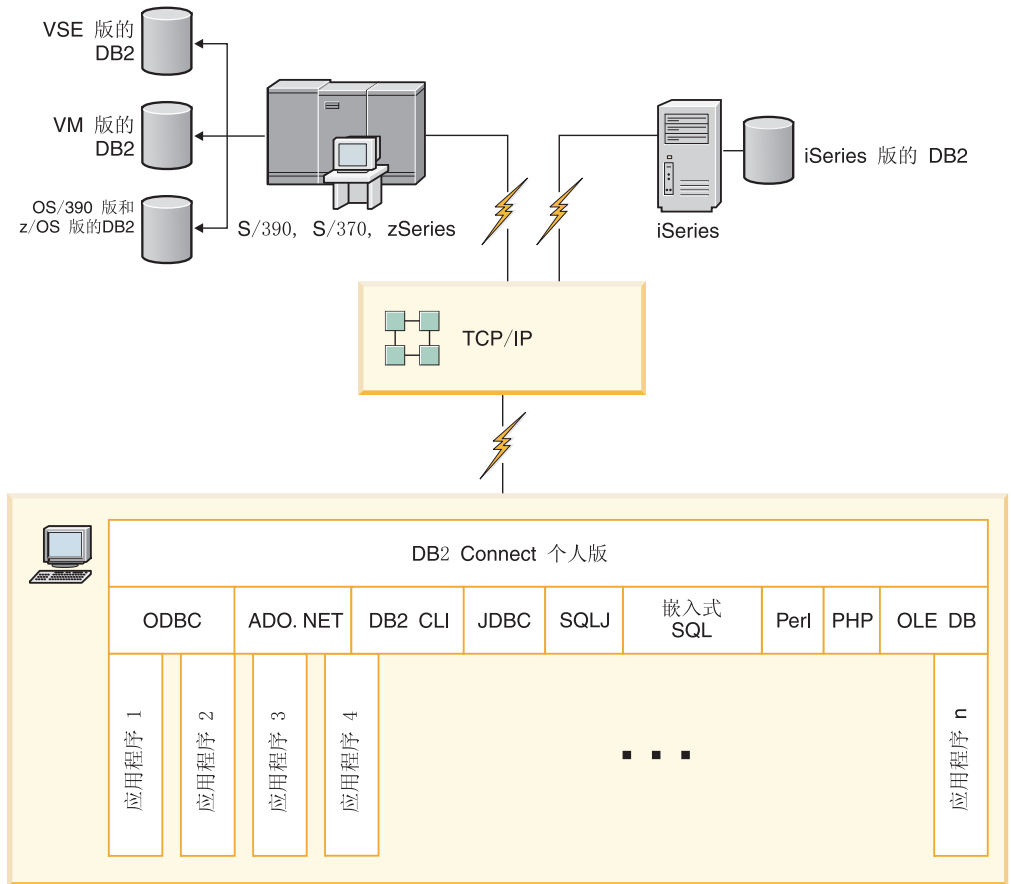 VSE 版的
DB2
VM 版的
DB2
OS/390 版和
z/OS 版的DB2
S/390, S/370, zSeries
iSeries
iSeries 版的 DB2
TCP/IP
DB2 Connect 个人版
ODBC
ADO. NET
DB2 CLI
JDBC
SQLJ
嵌入式
SQL
Perl
PHP
OLE DB
应用程序 1
应用程序 2
应用程序 3
应用程序 4
...
应用程序 n